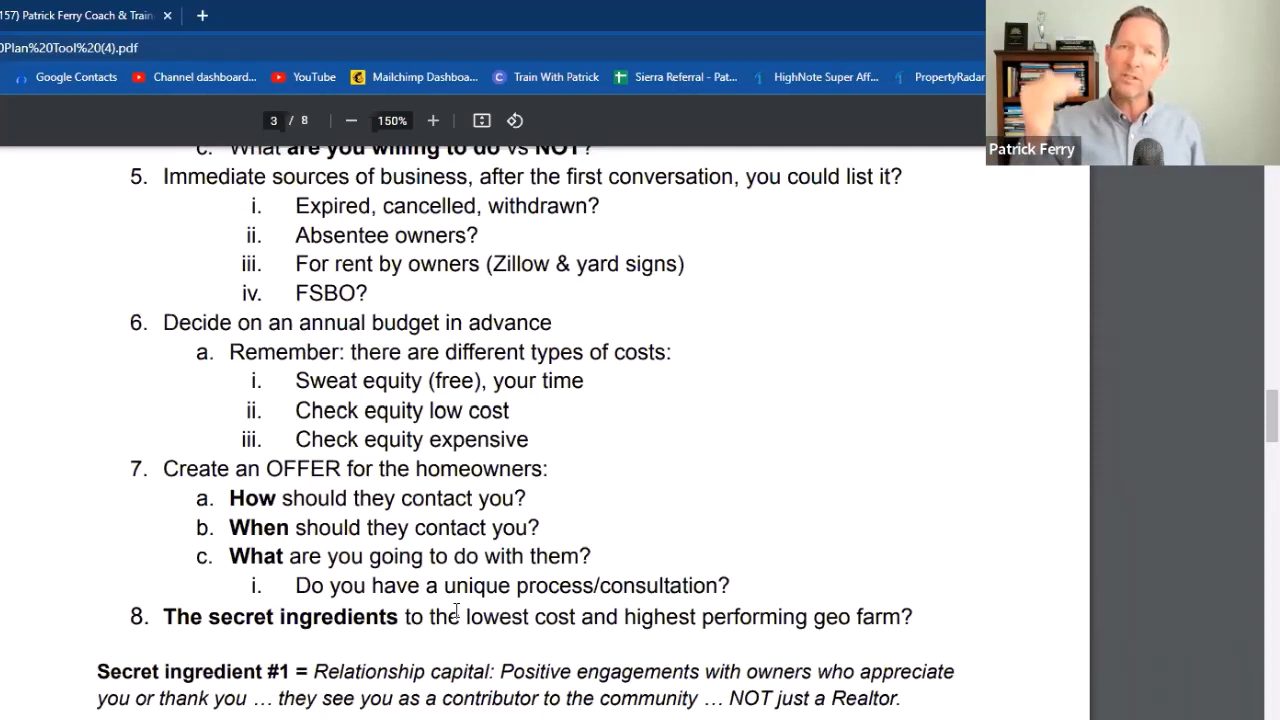 157) Patrick Ferry Coach & Train
0Plan%20Tool%20(4).pdf
Google Contacts
Channel dashboard...
YouTube
Mailchimp Dashboa...
Train With Patrick
Sierra Referral - Pat...
HighNote Super Aff...
PropertyRadar
3 / 8
150%
Patrick Ferry
c. What are you willing to do vs NOT?
5. Immediate sources of business, after the first conversation, you could list it?
i. Expired, cancelled, withdrawn?
ii. Absentee owners?
iii. For rent by owners (Zillow & yard signs)
iv. FSBO?
6. Decide on an annual budget in advance
a. Remember: there are different types of costs:
i. Sweat equity (free), your time
ii. Check equity low cost
iii. Check equity expensive
7. Create an OFFER for the homeowners:
a. How should they contact you?
b. When should they contact you?
c. What are you going to do with them?
i. Do you have a unique process/consultation?
8. The secret ingredients to the lowest cost and highest performing geo farm?
Secret ingredient #1 = Relationship capital: Positive engagements with owners who appreciate
you or thank you … they see you as a contributor to the community … NOT just a Realtor.